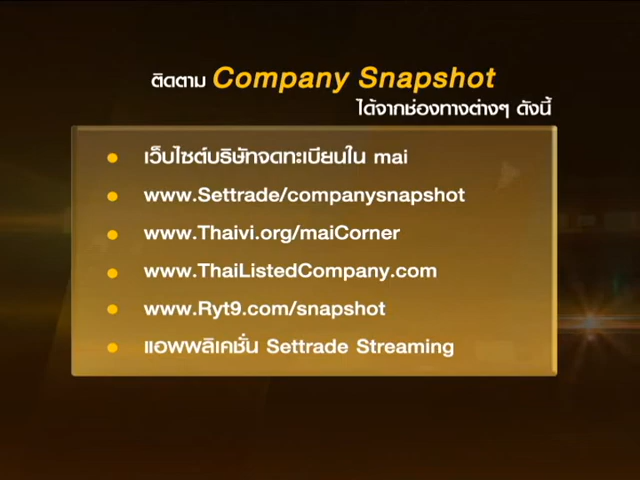 ติดตาม Company Snapshot
ได้จากช่องทางต่างๆ ดังนี้
เว็บไซต์บริษัทจดทะเบียนใน mai
www.Settrade/companysnapshot
www.Thaivi.org/maiCorner
www.ThaiListedCompany.com
www.Ryt9.com/snapshot
แอพพลิเคชั่น Settrade Streaming